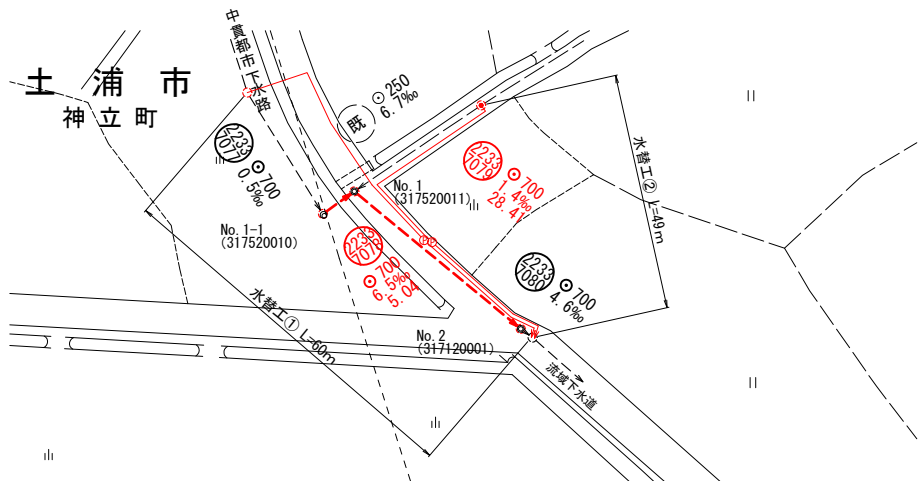 土浦市
神立町
中貫都市下水路
既
⊙250
6.7‰
2233
7077
⊙700
0.5‰
2233
7079
⊙700
1.4‰
28.41
水替工② L=49m
No.1
(317520011)
No.1-1
(317520010)
2233
7078
⊙700
6.5‰
5.04
2233
7080
⊙700
4.6‰
水替工① L=60m
No.2
(317120001)
流域下水道